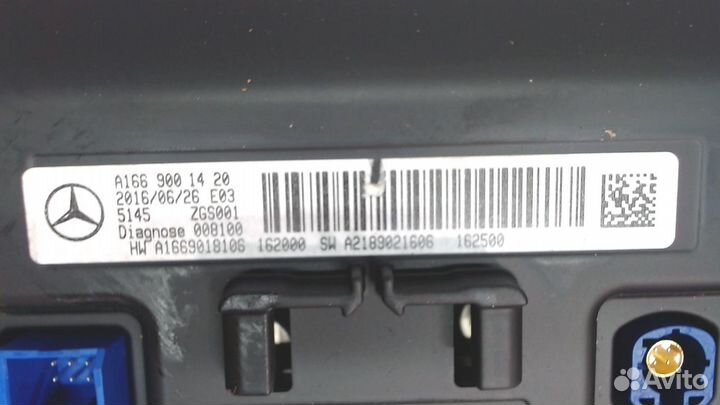 A166 900 14 20
2016/06/26 E03
5145 ZGS001
Diagnose 008100
HW A1669018106 162000 SW A2189021606 162500
Avito